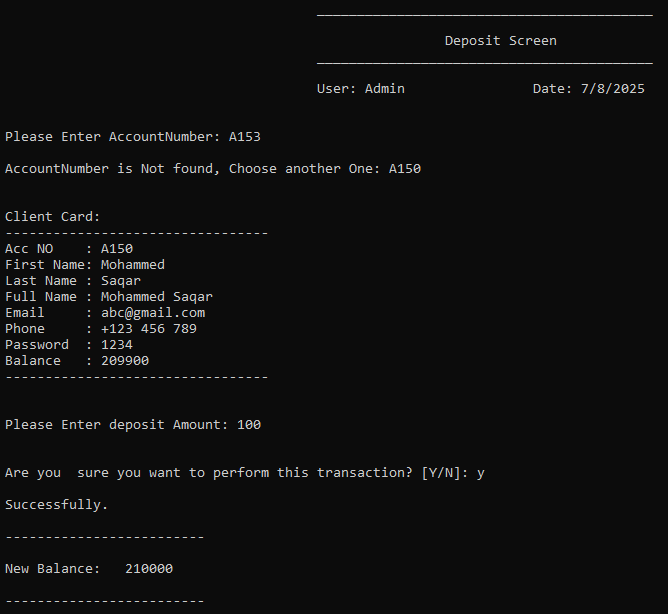 __________________________________________
Deposit Screen
__________________________________________
User: Admin                Date: 7/8/2025
Please Enter AccountNumber: A153
AccountNumber is Not found, Choose another One: A150
Client Card:
---------------------------------
Acc NO    : A150
First Name: Mohammed
Last Name : Saqar
Full Name : Mohammed Saqar
Email     : abc@gmail.com
Phone     : +123 456 789
Password  : 1234
Balance   : 209900
---------------------------------
Please Enter deposit Amount: 100
Are you  sure you want to perform this transaction? [Y/N]: y
Successfully.
-------------------------
New Balance:   210000
-------------------------